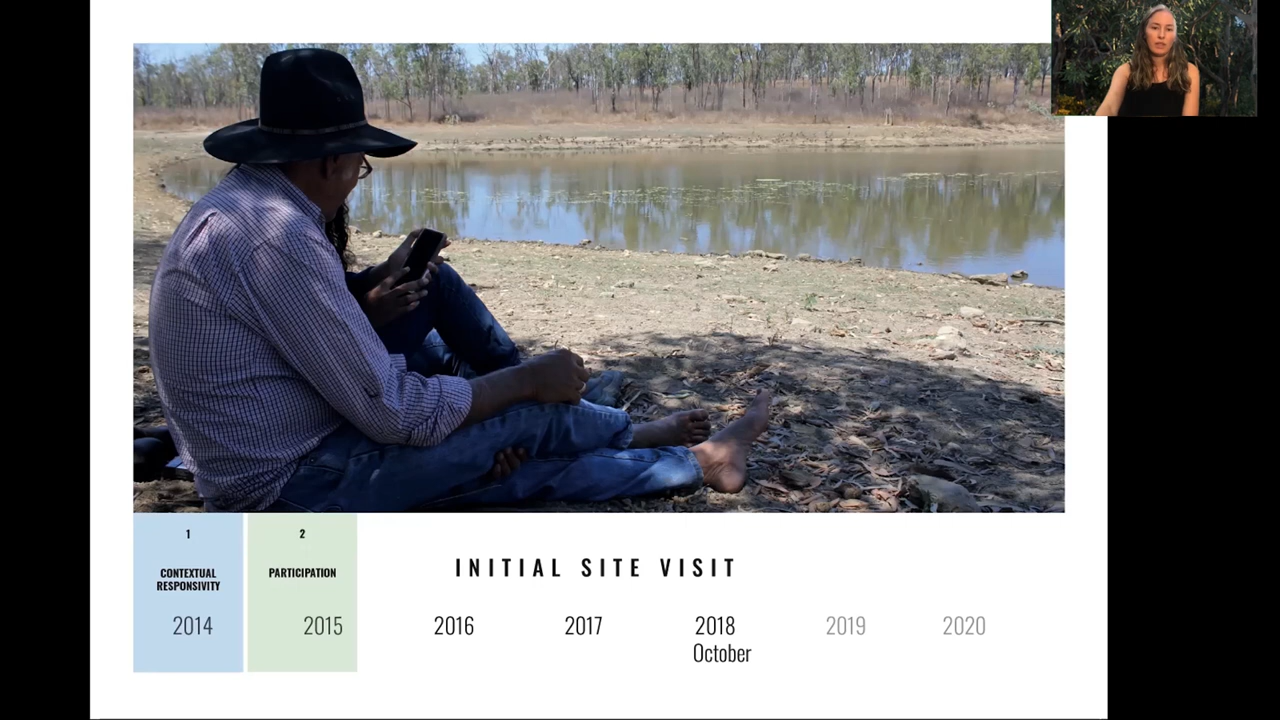 1
CONTEXTUAL
RESPONSIVITY
2
PARTICIPATION
INITIAL SITE VISIT
2014
2015
2016
2017
2018
October
2019
2020